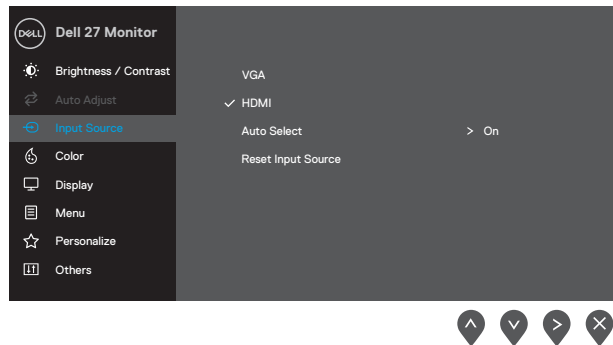 DELL Dell 27 Monitor
Brightness / Contrast
Auto Adjust
Input Source
Color
Display
Menu
Personalize
Others
VGA
HDMI
Auto Select > On
Reset Input Source